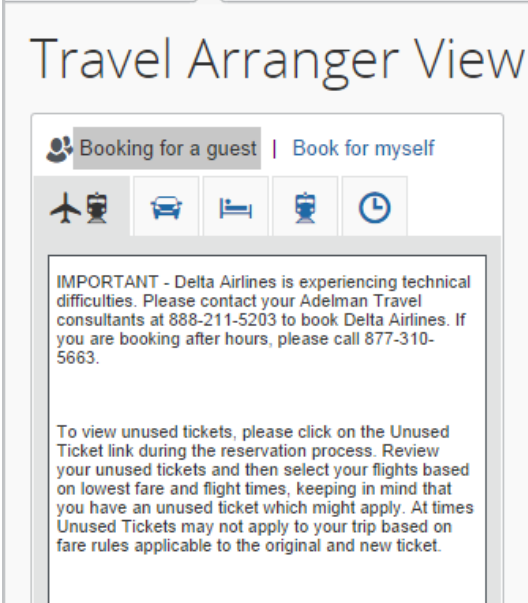 Travel Arranger View
Booking for a guest | Book for myself
IMPORTANT - Delta Airlines is experiencing technical
difficulties. Please contact your Adelman Travel
consultants at 888-211-5203 to book Delta Airlines. If
you are booking after hours, please call 877-310-
5663.
To view unused tickets, please click on the Unused
Ticket link during the reservation process. Review
your unused tickets and then select your flights based
on lowest fare and flight times, keeping in mind that
you have an unused ticket which might apply. At times
Unused Tickets may not apply to your trip based on
fare rules applicable to the original and new ticket.